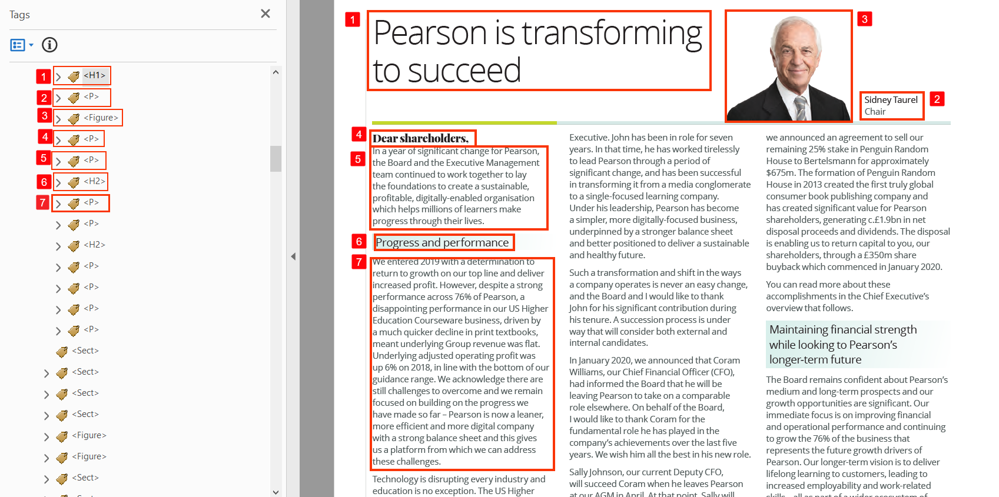 Tags
1 <H1>
2 <P>
3 <Figure>
4 <P>
5 <P>
6 <H2>
7 <P>
<P>
<H2>
<P>
<P>
<P>
<P>
<Sect>
<Sect>
<Sect>
<Sect>
<Figure>
<Figure>
<Sect>
1
Pearson is transforming
to succeed
3
2
Sidney Taurel
Chair
4
Dear shareholders,
5
In a year of significant change for Pearson,
the Board and the Executive Management
team continued to work together to lay
the foundations to create a sustainable,
profitable, digitally-enabled organisation
which helps millions of learners make
progress through their lives.
6
Progress and performance
7
We entered 2019 with a determination to
return to growth on our top line and deliver
increased profit. However, despite a strong
performance across 76% of Pearson, a
disappointing performance in our US Higher
Education Courseware business, driven by
a much quicker decline in print textbooks,
meant underlying Group revenue was flat.
Underlying adjusted operating profit was
up 6% on 2018, in line with the bottom of our
guidance range. We acknowledge there are
still challenges to overcome and we remain
focused on building on the progress we
have made so far – Pearson is now a leaner,
more efficient and more digital company
with a strong balance sheet and this gives
us a platform from which we can address
these challenges.
Technology is disrupting every industry and
education is no exception. The US Higher
Executive. John has been in role for seven
years. In that time, he has worked tirelessly
to lead Pearson through a period of
significant change, and has been successful
in transforming it from a media conglomerate
to a single-focused learning company.
Under his leadership, Pearson has become
a simpler, more digitally-focused business,
underpinned by a stronger balance sheet
and better positioned to deliver a sustainable
and healthy future.
Such a transformation and shift in the ways
a company operates is never an easy change,
and the Board and I would like to thank
John for his significant contribution during
his tenure. A succession process is under
way that will consider both external and
internal candidates.
In January 2020, we announced that Coram
Williams, our Chief Financial Officer (CFO),
had informed the Board that he will be
leaving Pearson to take on a comparable
role elsewhere. On behalf of the Board,
I would like to thank Coram for the
fundamental role he has played in the
company's achievements over the last five
years. We wish him all the best in his new role.
Sally Johnson, our current Deputy CFO,
will succeed Coram when he leaves Pearson
at our AGM in April. At that point, Sally will
we announced an agreement to sell our
remaining 25% stake in Penguin Random
House to Bertelsmann for approximately
$675m. The formation of Penguin Random
House in 2013 created the first truly global
consumer book publishing company and
has created significant value for Pearson
shareholders, generating c.£1.9bn in net
disposal proceeds and dividends. The disposal
is enabling us to return capital to you, our
shareholders, through a £350m share
buyback which commenced in January 2020.
You can read more about these
accomplishments in the Chief Executive's
overview that follows.
Maintaining financial strength
while looking to Pearson's
longer-term future
The Board remains confident about Pearson's
medium and long-term prospects and our
growth opportunities are significant. Our
immediate focus is on improving financial
and operational performance and continuing
to grow the 76% of the business that
represents the future growth drivers of
Pearson. Our longer-term vision is to deliver
lifelong learning to customers, leading to
increased employability and work-related
skills – all as part of a wider ecosystem of